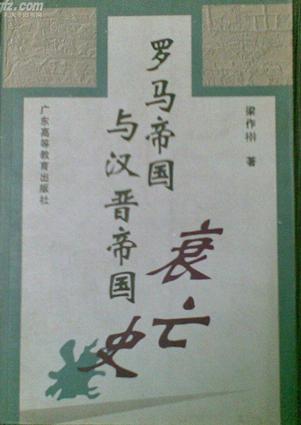 罗马帝国
与汉晋帝国
衰亡史
梁作檊 著
广东高等教育出版社